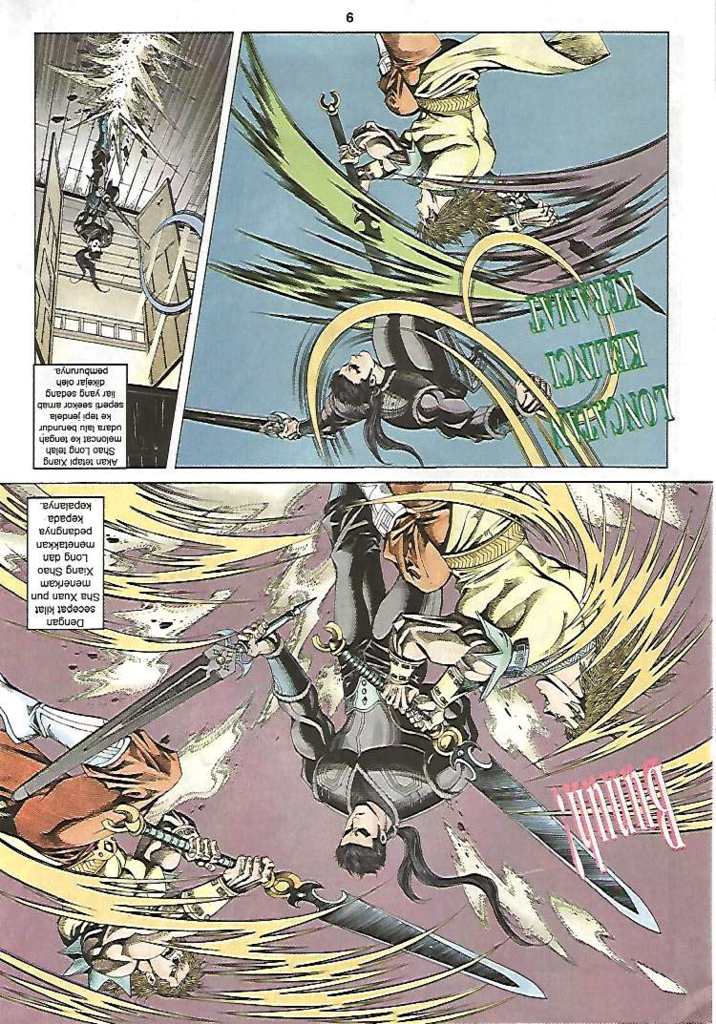 Dengan
secepat kilat
Sha Xuan pun
menerkam
Xiang Shao
Long dan
menetakkan
pedangnya
kepada
kepalanya.
LONCATAN
KELINCI
KERAMAT
Akan tetapi Xiang
Shao Long telah
meloncat ke tengah
udara lalu berundur
ke tepi jendela
seperti seekor arnab
liar yang sedang
dikejar oleh
pemburunya.
9